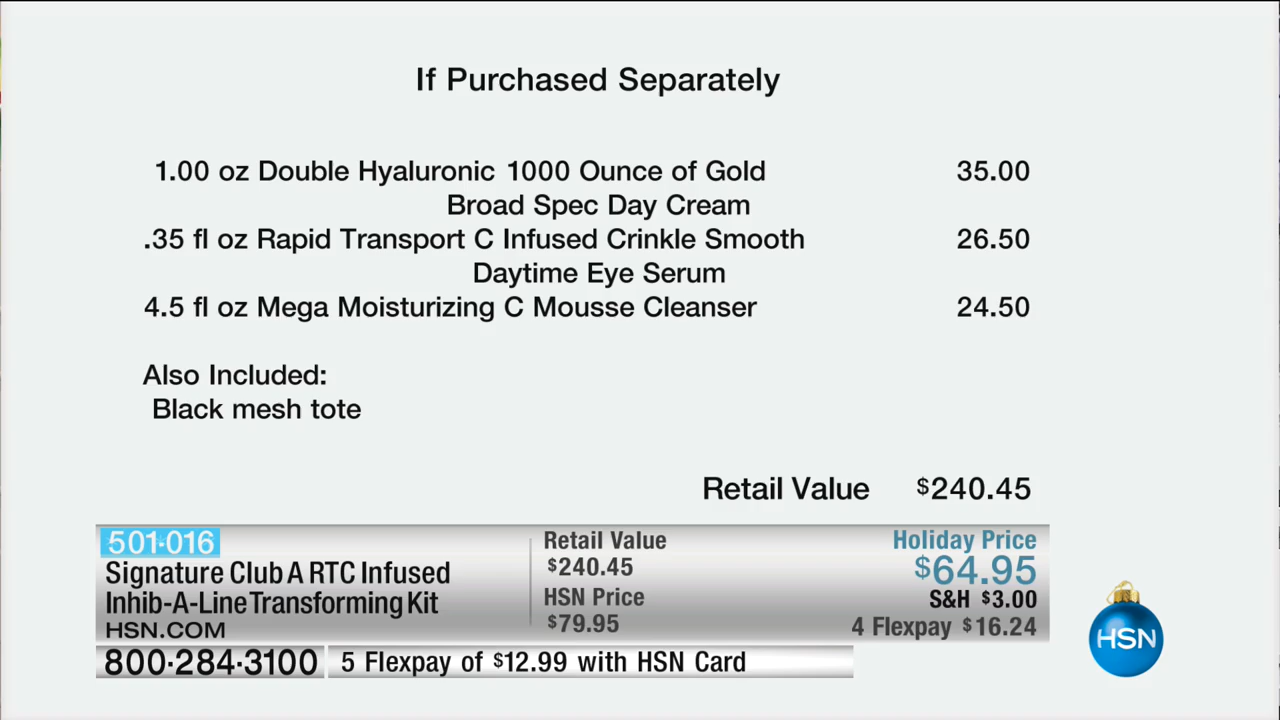 If Purchased Separately
1.00 oz Double Hyaluronic 1000 Ounce of Gold 35.00
Broad Spec Day Cream
.35 fl oz Rapid Transport C Infused Crinkle Smooth 26.50
Daytime Eye Serum
4.5 fl oz Mega Moisturizing C Mousse Cleanser 24.50
Also Included:
Black mesh tote
Retail Value $240.45
501·016
Signature Club A RTC Infused
Inhib-A-Line Transforming Kit
HSN.COM
Retail Value
$240.45
HSN Price
$79.95
Holiday Price
$64.95
S&H $3.00
4 Flexpay $16.24
800·284·3100
5 Flexpay of $12.99 with HSN Card
HSN